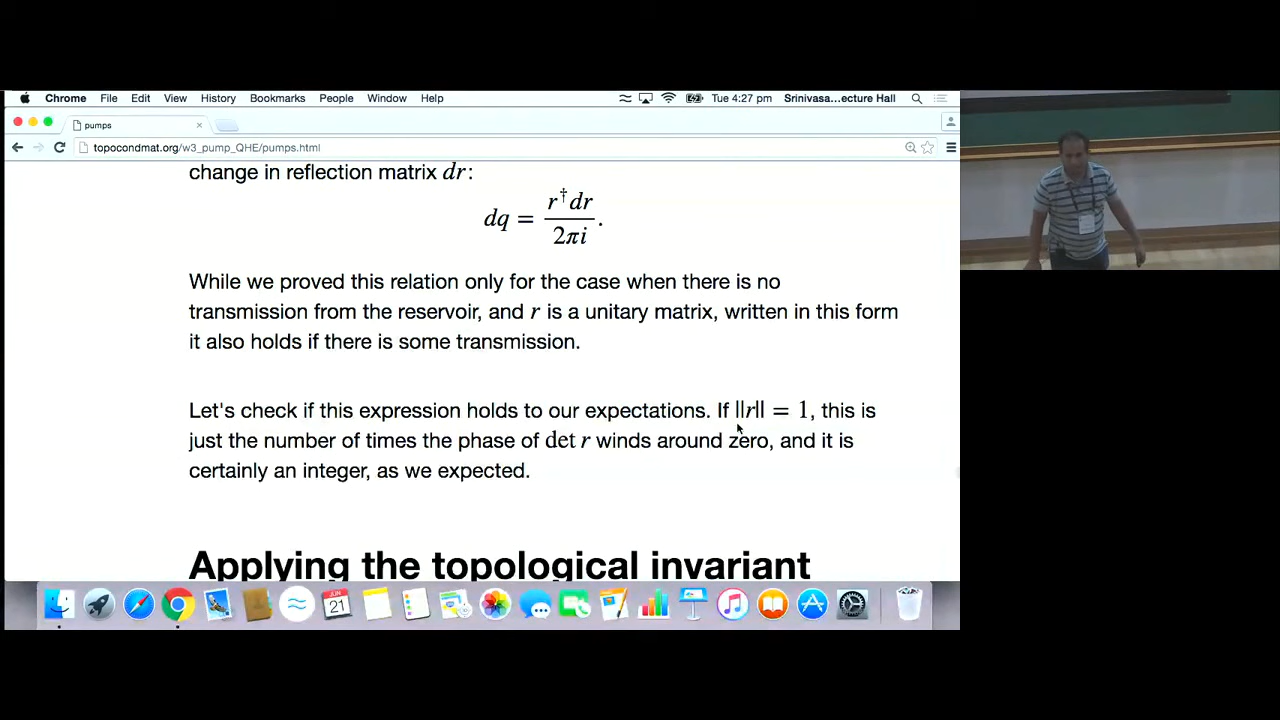 Chrome File Edit View History Bookmarks People Window Help Tue 4:27 pm Srinivasa...ecture Hall
pumps
topocondmat.org/w3_pump_QHE/pumps.html
change in reflection matrix dr:
dq = r†dr / 2πi.
While we proved this relation only for the case when there is no
transmission from the reservoir, and r is a unitary matrix, written in this form
it also holds if there is some transmission.
Let's check if this expression holds to our expectations. If ||r|| = 1, this is
just the number of times the phase of det r winds around zero, and it is
certainly an integer, as we expected.
Applying the topological invariant
JUN
21